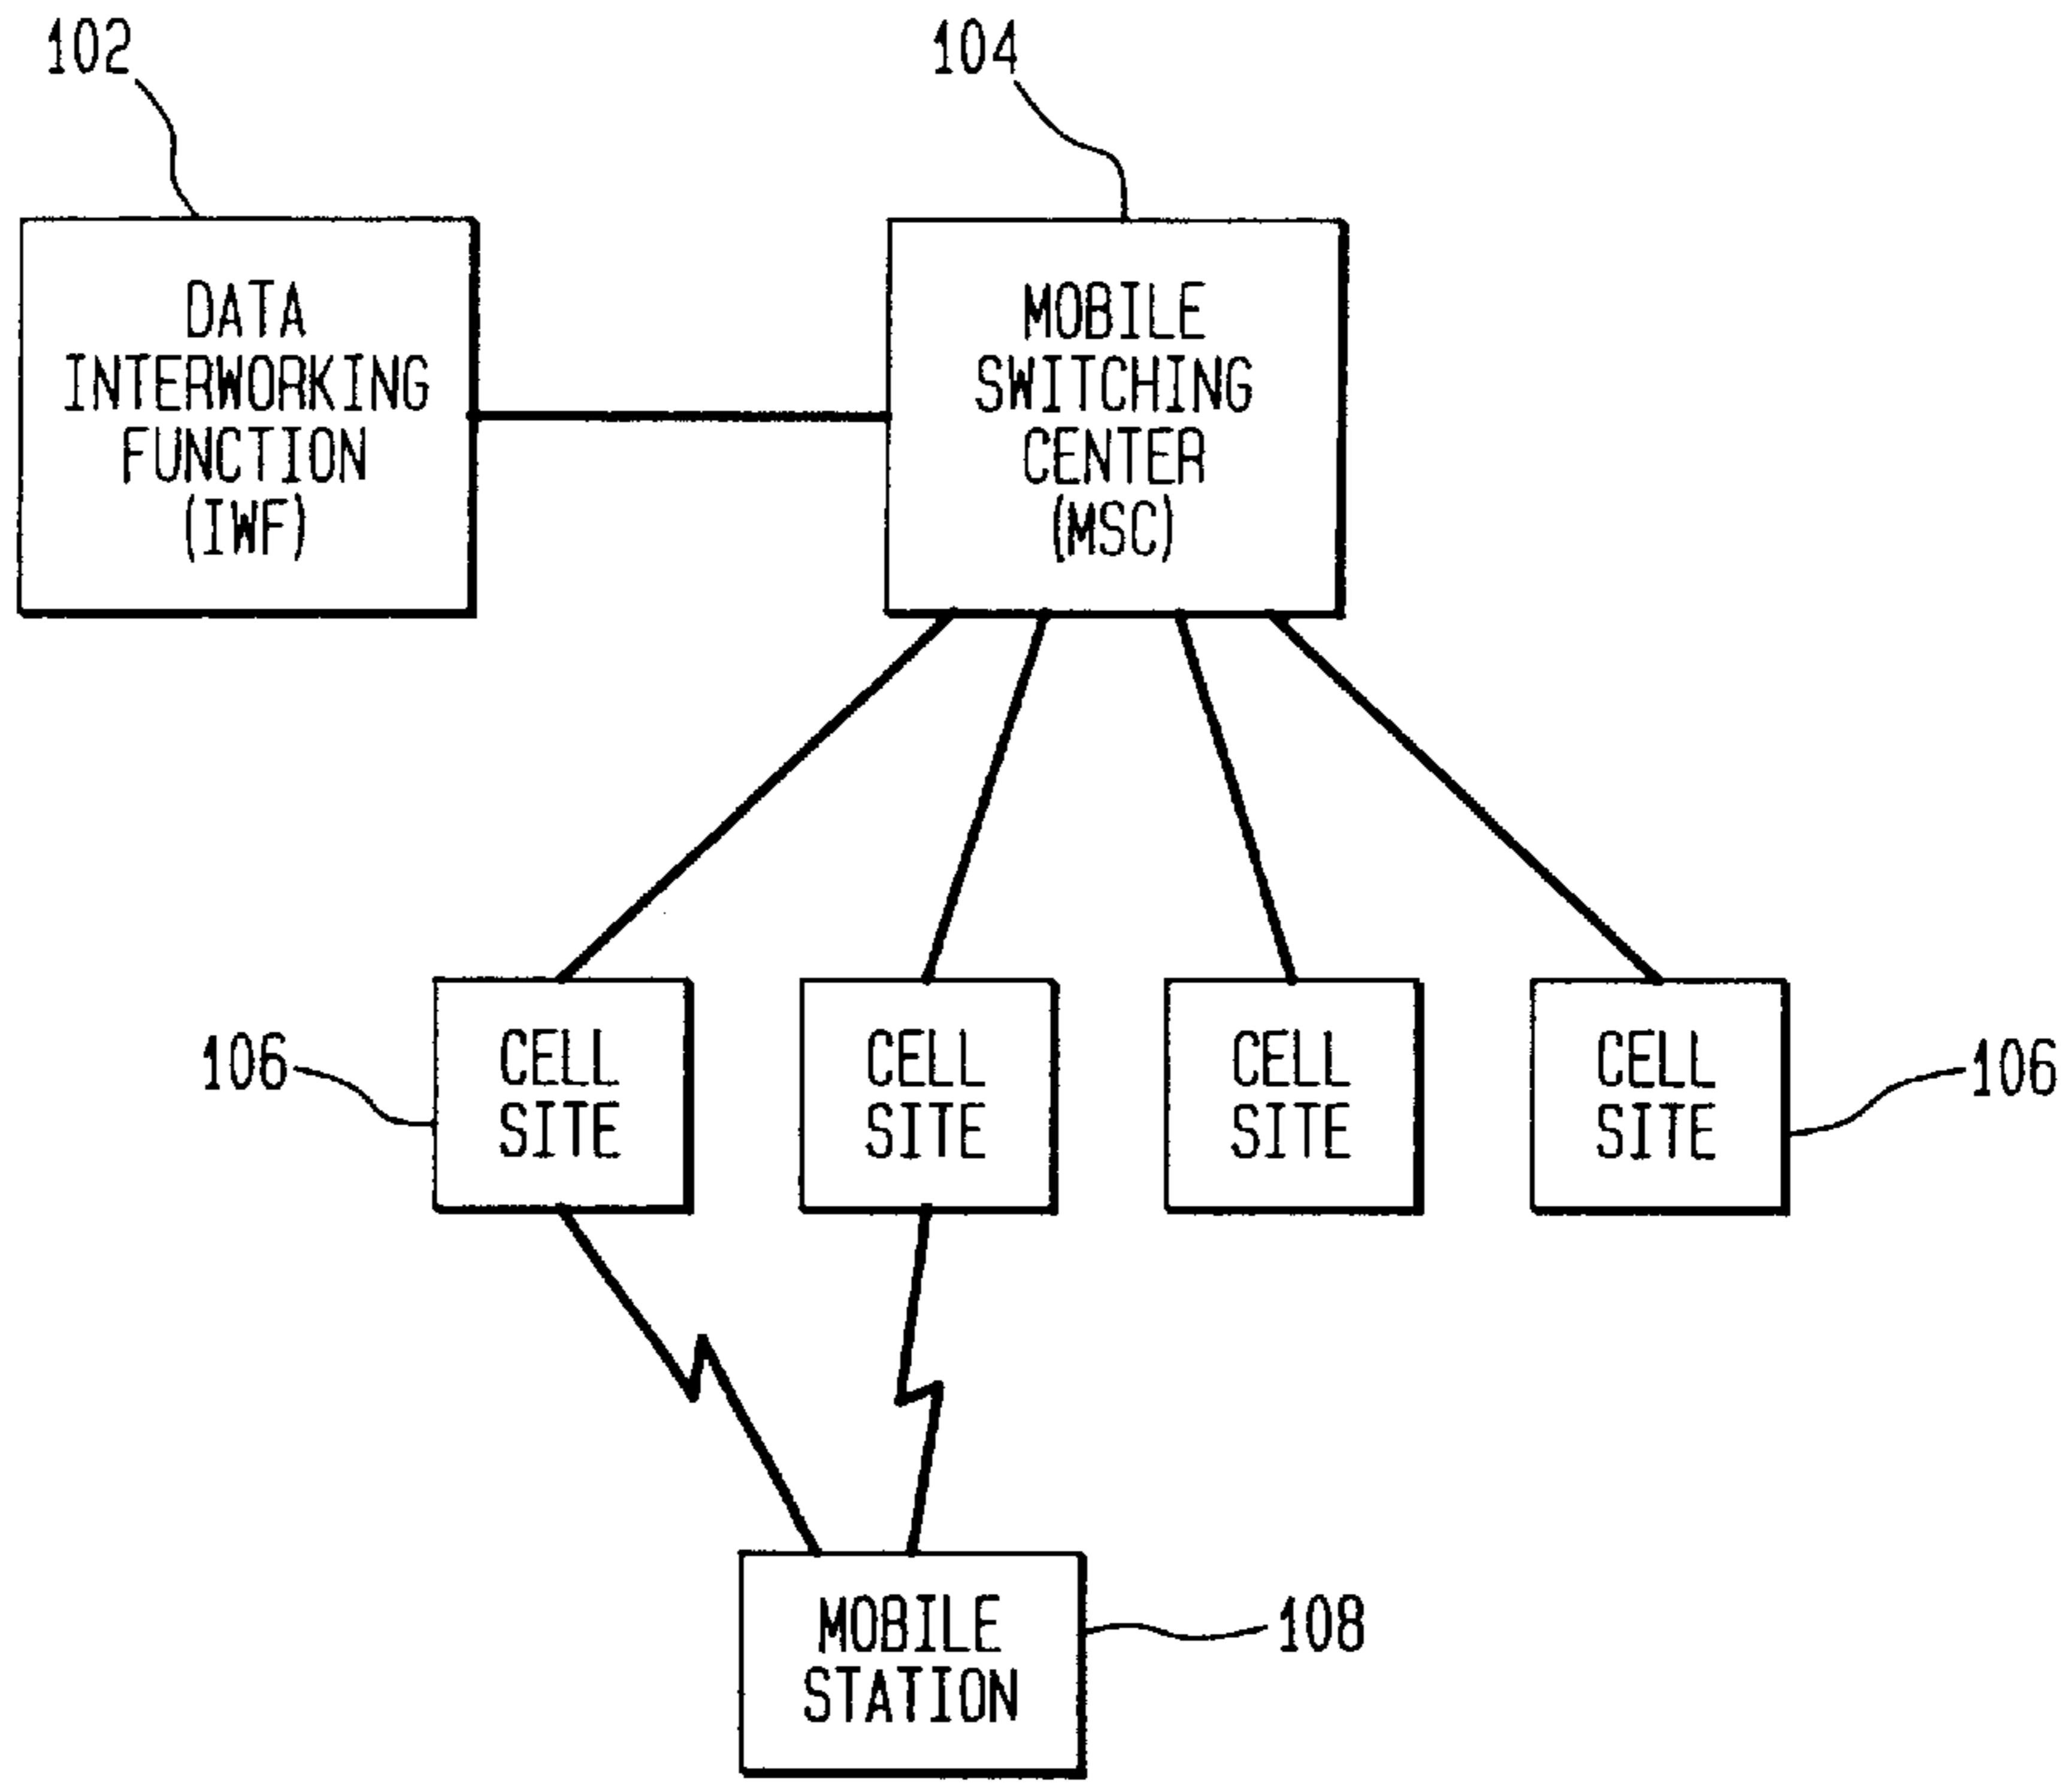 102
104
DATA
INTERWORKING
FUNCTION
(IWF)
MOBILE
SWITCHING
CENTER
(MSC)
106
CELL
SITE
CELL
SITE
CELL
SITE
CELL
SITE
106
MOBILE
STATION
108